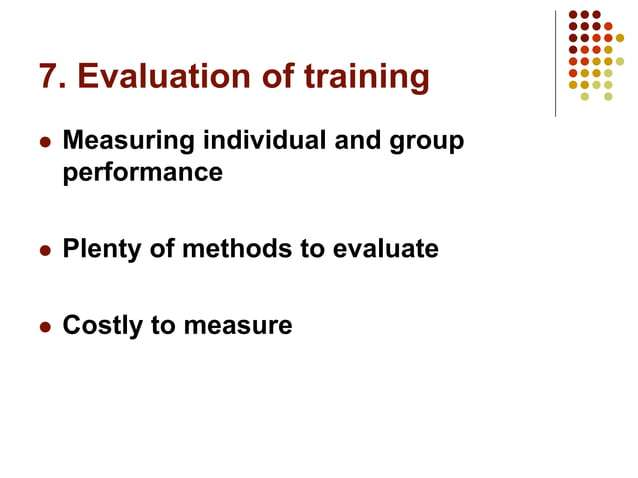 7. Evaluation of training
Measuring individual and group
performance
Plenty of methods to evaluate
Costly to measure